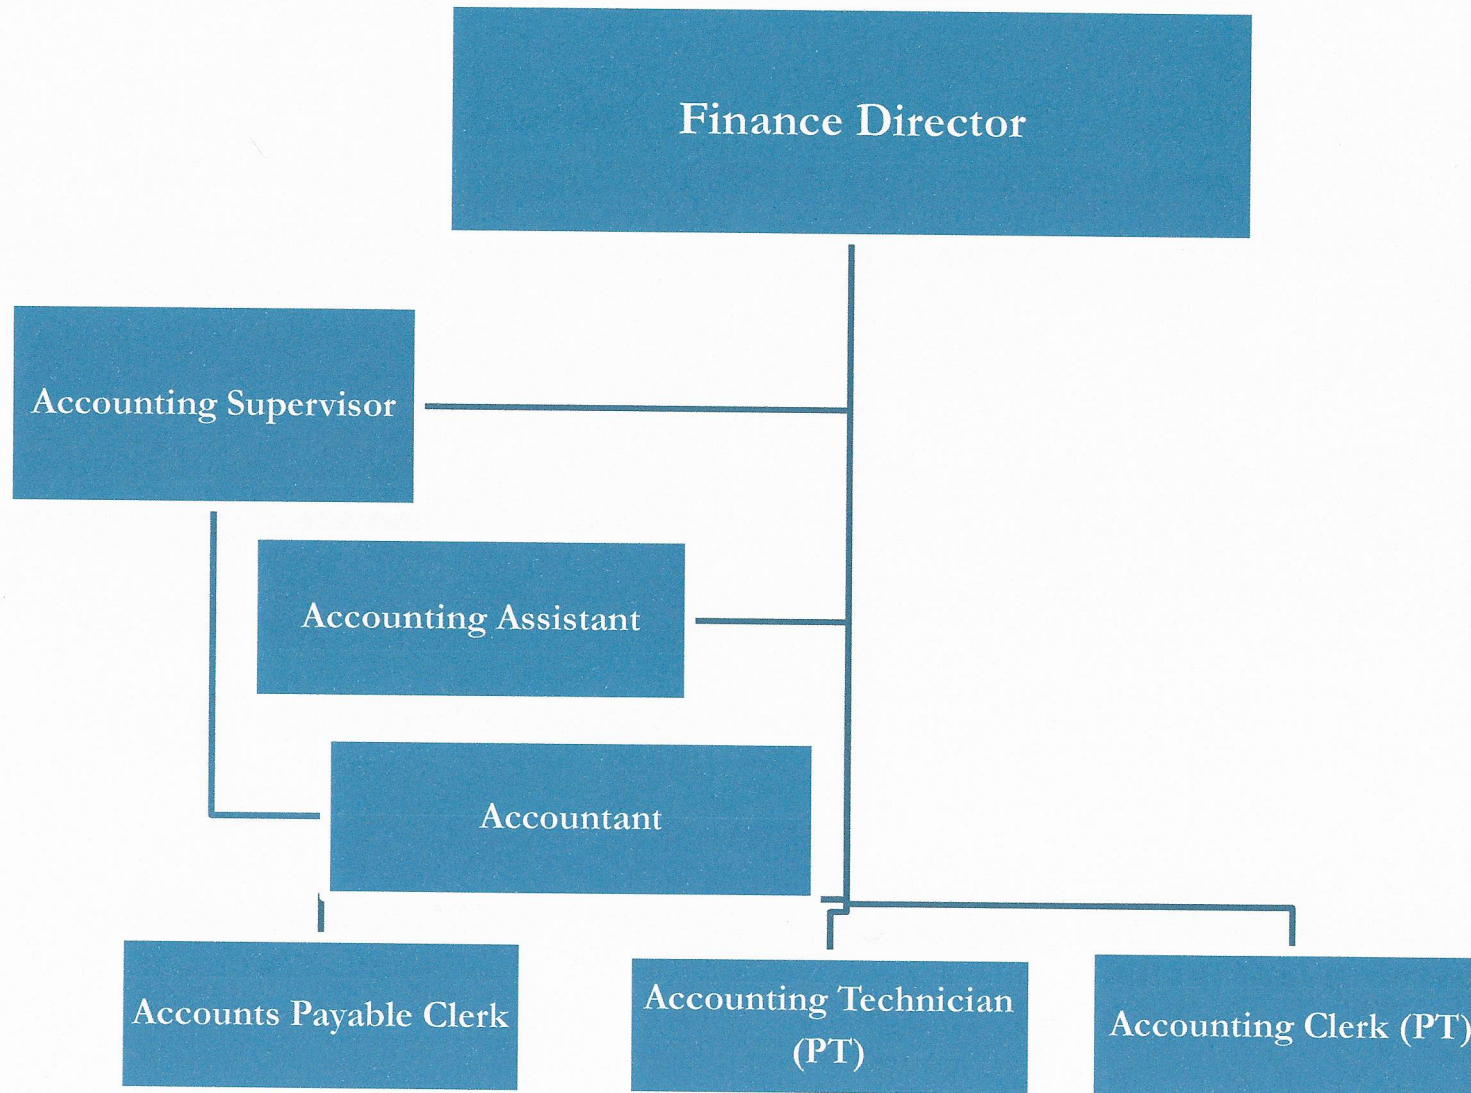 Finance Director
Accounting Supervisor
Accounting Assistant
Accountant
Accounts Payable Clerk
Accounting Technician
(PT)
Accounting Clerk (PT)